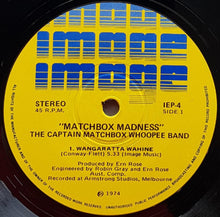 IMAGE
IMAGE
IMAGE
STEREO
45 R.P.M.
IEP-4
SIDE 1
"MATCHBOX MADNESS"
THE CAPTAIN MATCHBOX WHOOPEE BAND
1. WANGARATTA WAHINE
(Conway-Flett) 5.33 (Image Music)
Produced by Ern Rose
Engineered by Robin Gray and Ern Rose
Aust. Comp.
Recorded at Armstrong Studios, Melbourne
℗ 1974